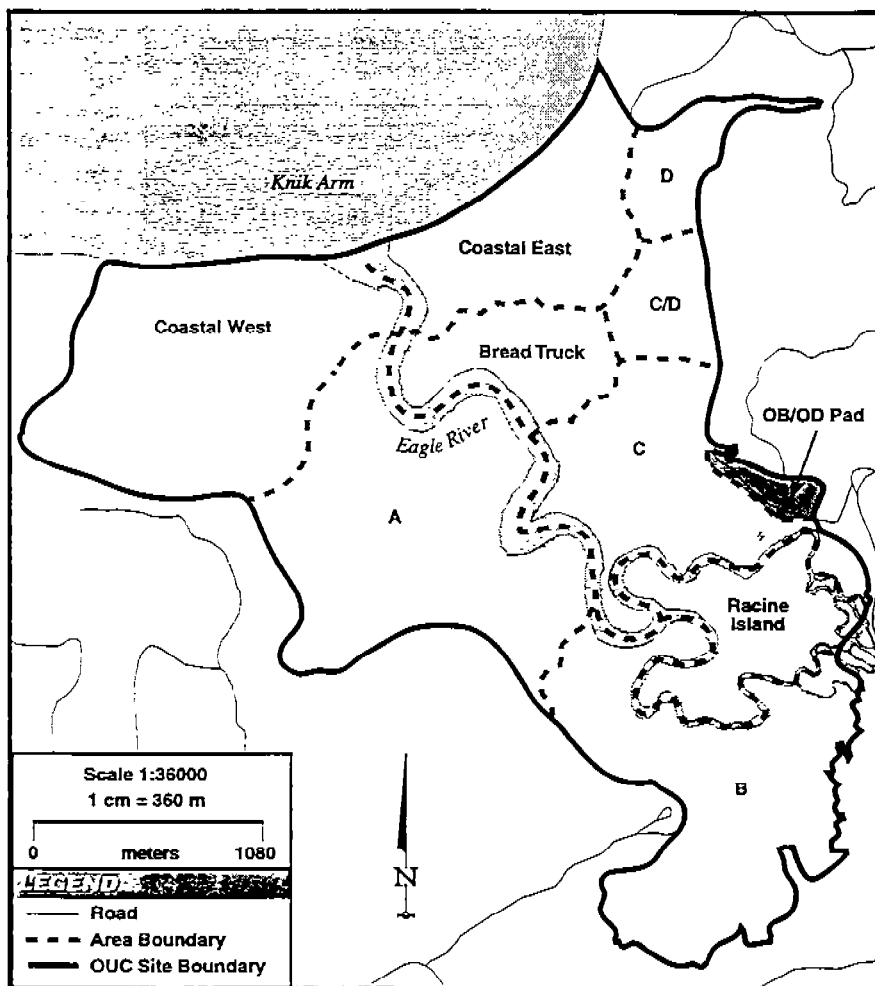 Knik Arm
D
Coastal East
C/D
Coastal West
Bread Truck
OB/OD Pad
Eagle River
C
A
Racine
Island
B
Scale 1:36000
1 cm = 360 m
0 meters 1080
LEGEND
Road
Area Boundary
OUC Site Boundary
N